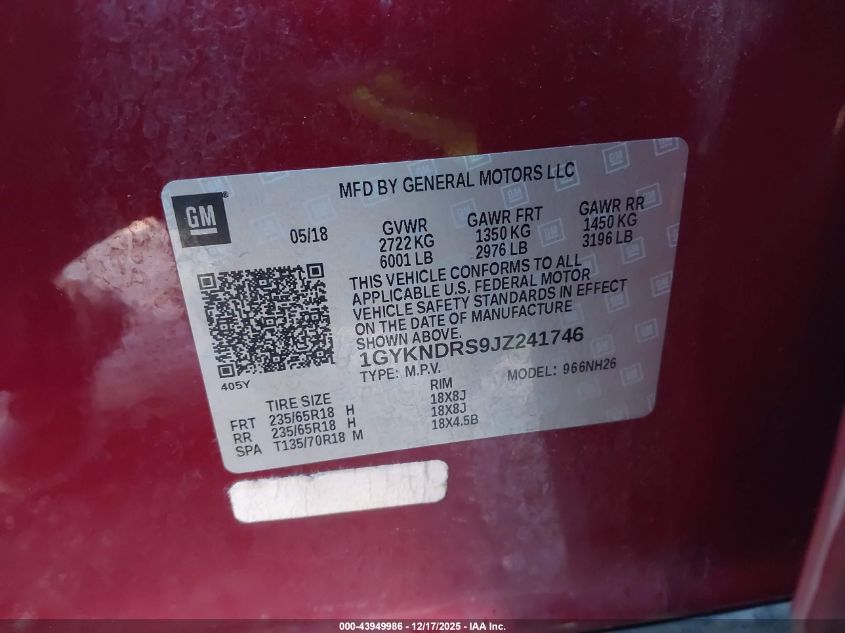 MFD BY GENERAL MOTORS LLC
GM
05/18 GVWR GAWR FRT GAWR RR
2722 KG 1350 KG 1450 KG
6001 LB 2976 LB 3196 LB
THIS VEHICLE CONFORMS TO ALL
APPLICABLE U.S. FEDERAL MOTOR
VEHICLE SAFETY STANDARDS IN EFFECT
ON THE DATE OF MANUFACTURE
SHOWN ABOVE.
1GYKNDRS9JZ241746
405Y TYPE: M.P.V. MODEL: 966NH26
TIRE SIZE RIM
FRT 235/65R18 H 18X8J
RR 235/65R18 H 18X8J
SPA T135/70R18 M 18X4.5B
000-43949986 - 12/17/2025 - IAA Inc.